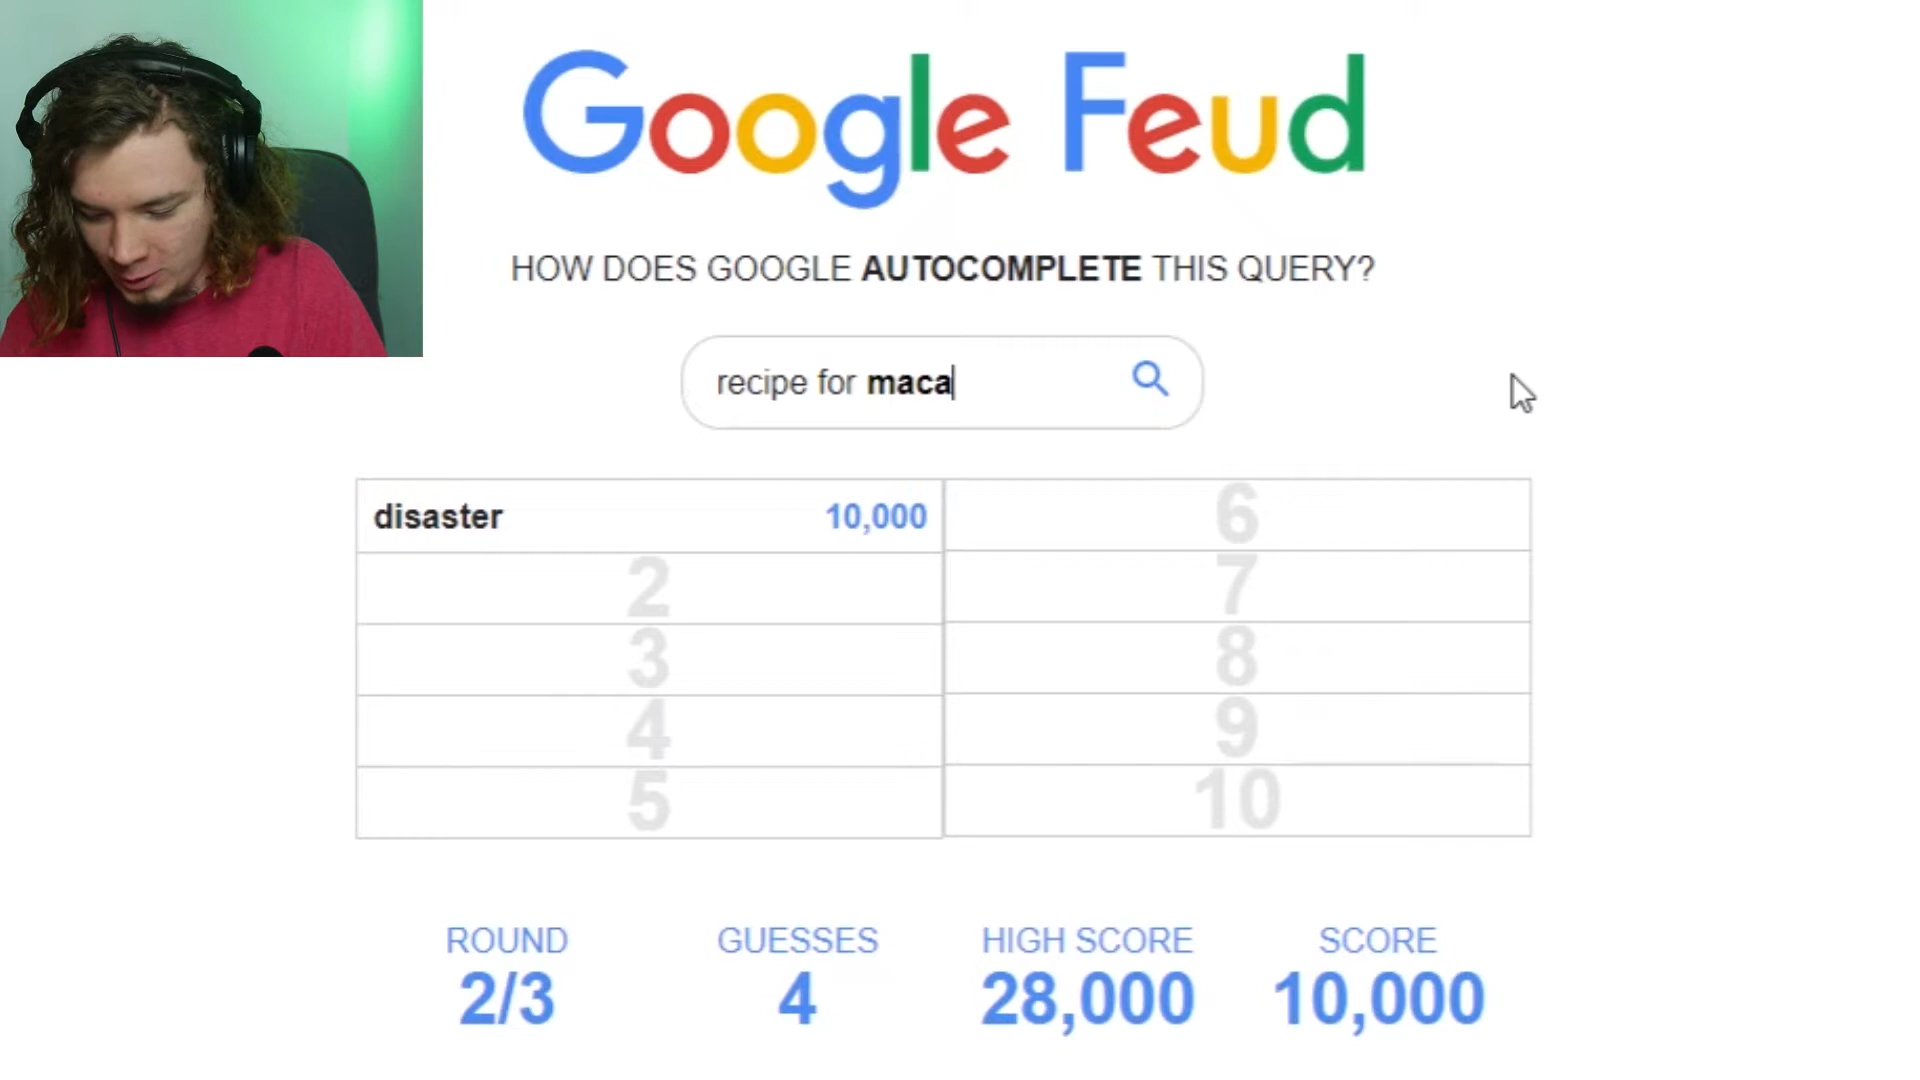 Google Feud
HOW DOES GOOGLE AUTOCOMPLETE THIS QUERY?
recipe for maca
disaster 10,000
2
3
4
5
6
7
8
9
10
ROUND GUESSES HIGH SCORE SCORE
2/3 4 28,000 10,000